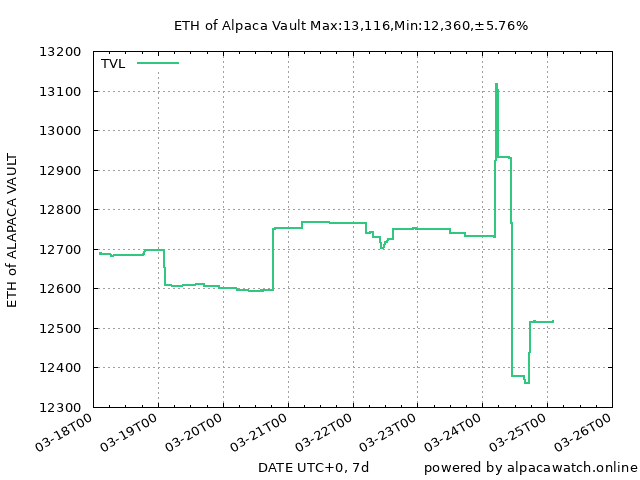 ETH of Alpaca Vault Max:13,116,Min:12,360,±5.76%
TVL
13200
13100
13000
12900
12800
12700
12600
12500
12400
12300
ETH of ALAPACA VAULT
03-18T00
03-19T00
03-20T00
03-21T00
03-22T00
03-23T00
03-24T00
03-25T00
03-26T00
DATE UTC+0, 7d
powered by alpacawatch.online